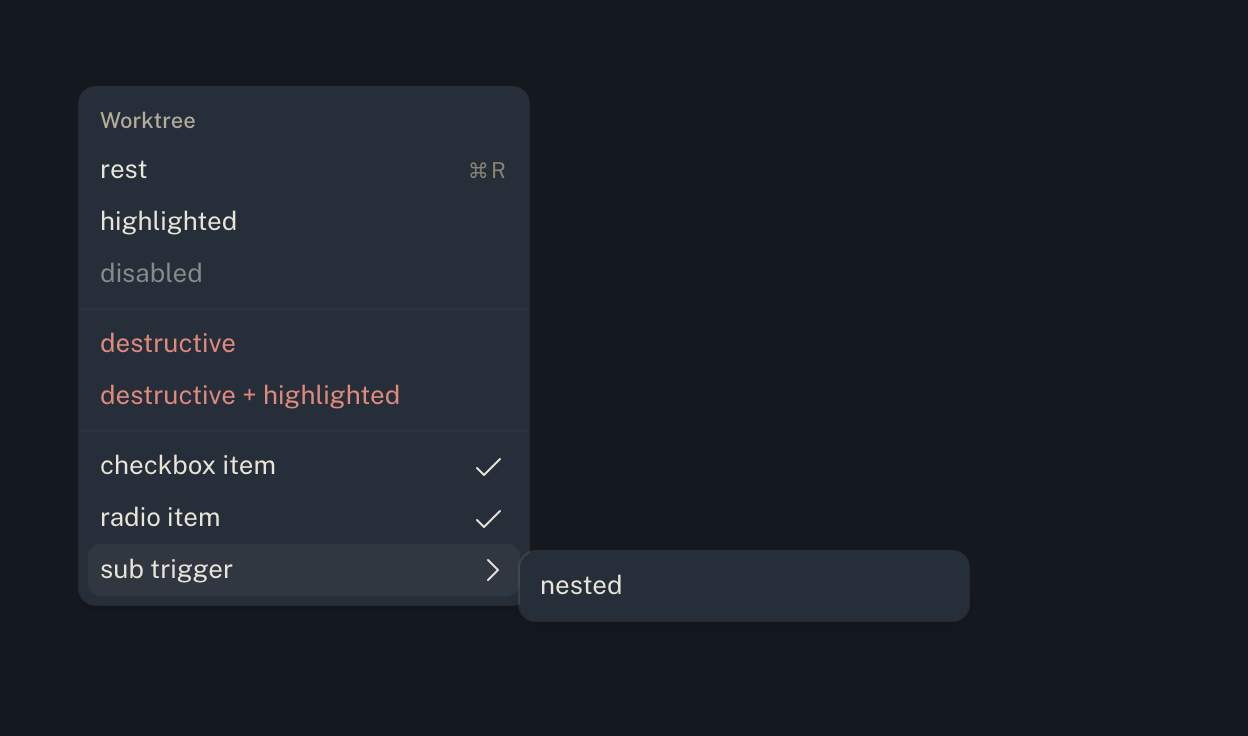 Worktree
rest ⌘R
highlighted
disabled
destructive
destructive + highlighted
checkbox item
radio item
sub trigger
nested